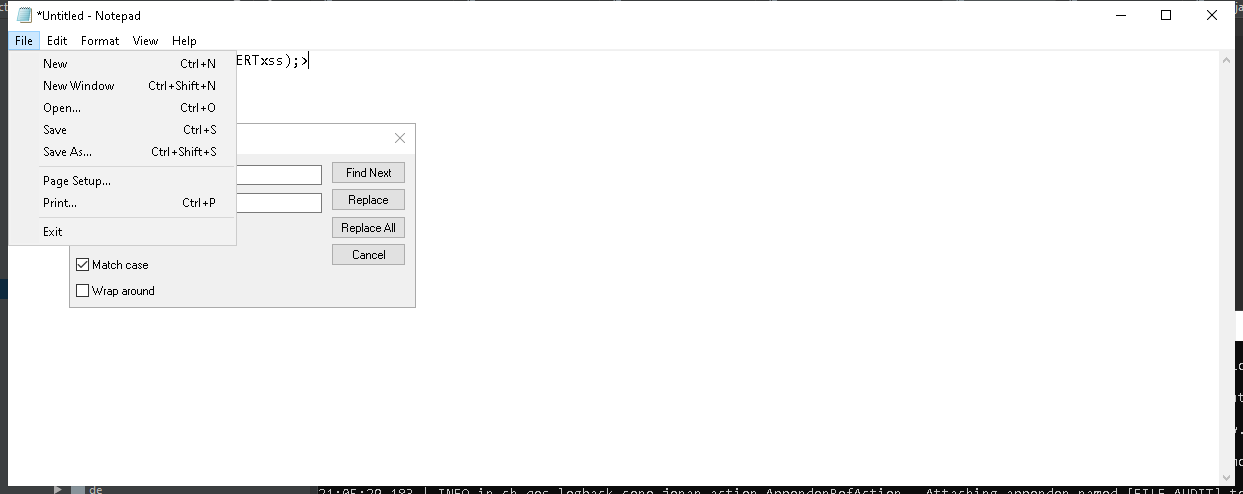 *Untitled - Notepad
File Edit Format View Help
ERTxss);>
New Ctrl+N
New Window Ctrl+Shift+N
Open... Ctrl+O
Save Ctrl+S
Save As... Ctrl+Shift+S
Page Setup...
Print... Ctrl+P
Exit
Find Next
Replace
Replace All
Cancel
Match case
Wrap around
de
21:05:29.183 | INFO in ch.qos.logback.core.joran.action.AppenderRefAction - Attaching appender named [FILE_AUDIT] t